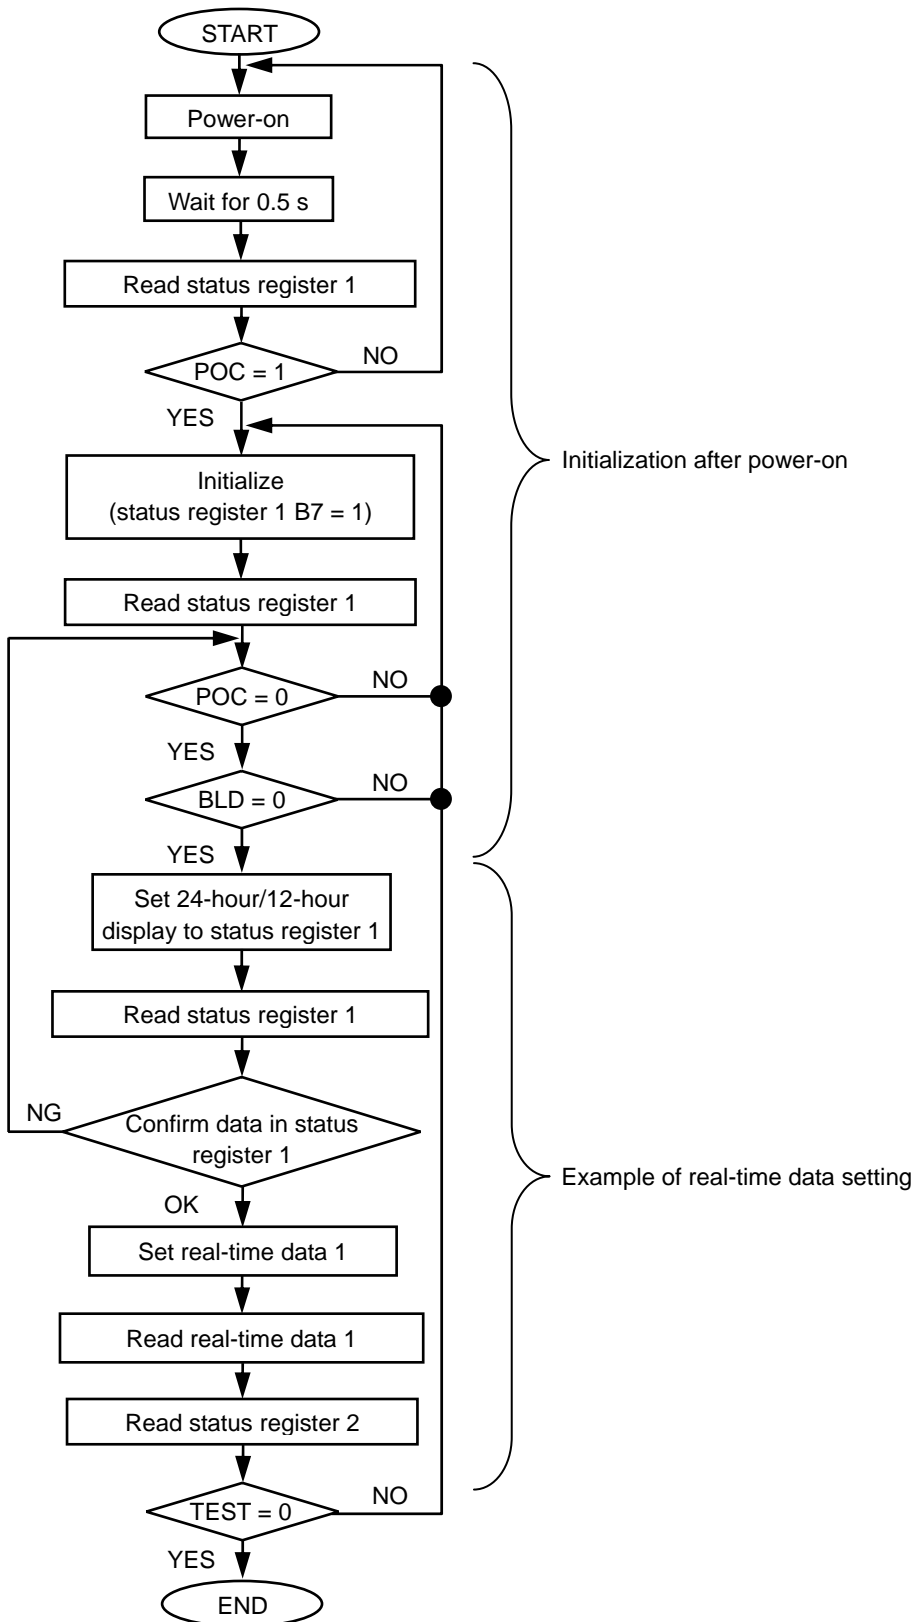 START
Power-on
Wait for 0.5 s
Read status register 1
POC = 1
NO
YES
Initialize
(status register 1 B7 = 1)
Initialization after power-on
Read status register 1
POC = 0
NO
YES
BLD = 0
NO
YES
Set 24-hour/12-hour
display to status register 1
Read status register 1
NG
Confirm data in status
register 1
Example of real-time data setting
OK
Set real-time data 1
Read real-time data 1
Read status register 2
TEST = 0
NO
YES
END